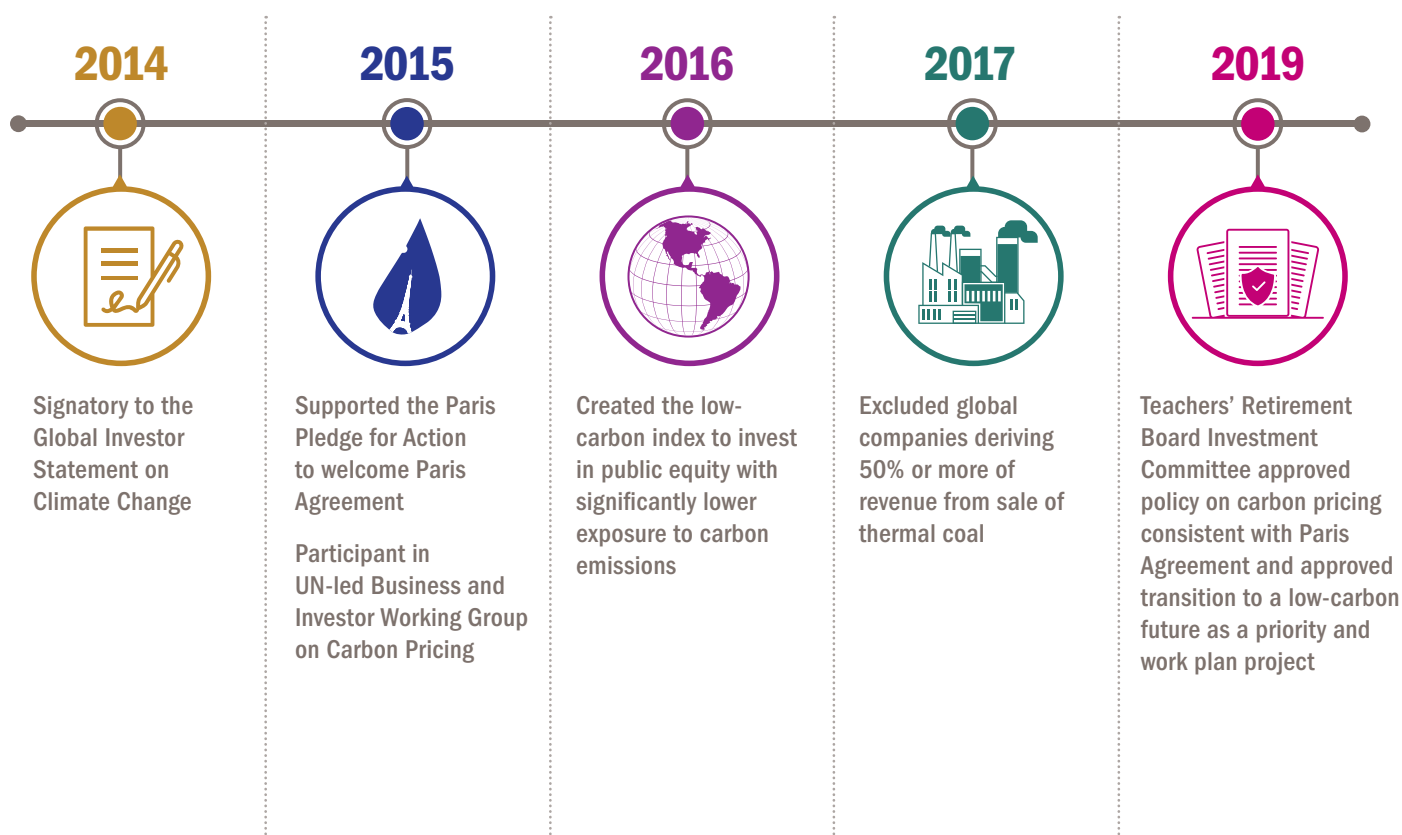 2014
Signatory to the
Global Investor
Statement on
Climate Change
2015
Supported the Paris
Pledge for Action
to welcome Paris
Agreement
Participant in
UN-led Business and
Investor Working Group
on Carbon Pricing
2016
Created the low-
carbon index to invest
in public equity with
significantly lower
exposure to carbon
emissions
2017
Excluded global
companies deriving
50% or more of
revenue from sale of
thermal coal
2019
Teachers’ Retirement
Board Investment
Committee approved
policy on carbon pricing
consistent with Paris
Agreement and approved
transition to a low-carbon
future as a priority and
work plan project